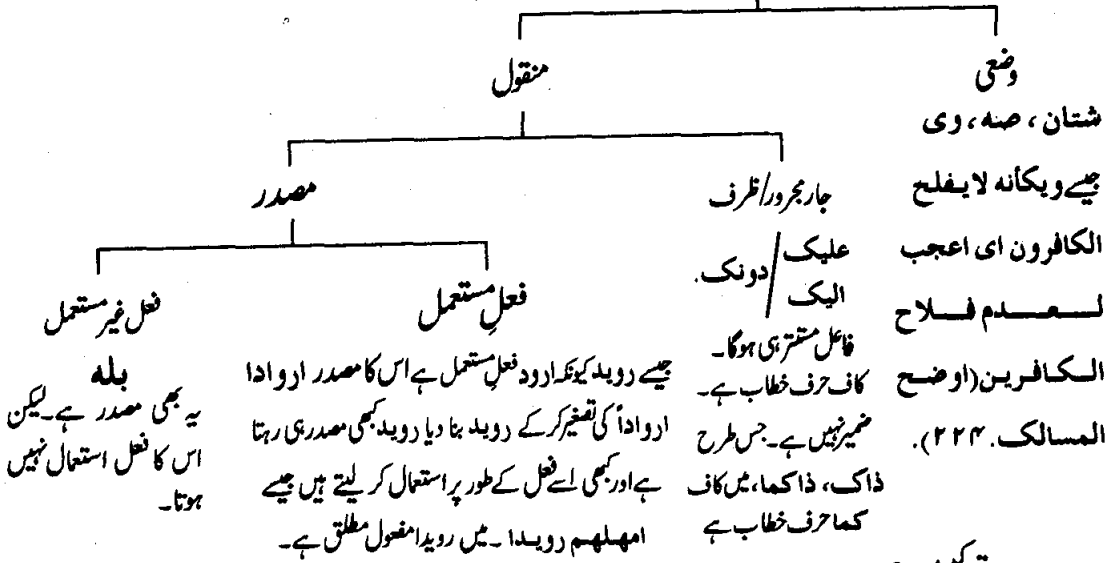 وضعی
شتان، صه، وی
جیسے ویکأنه لایفلح
الکافرون ای اعجب
لعدم فلاح
الکافرین(اوضح
المسالک. ۲۲۴).
منقول
جار مجرور/ظرف
علیک/دونک.
الیک
فاعل مستتر ہی ہوگا۔
کاف حرف خطاب ہے۔
ضمیر نہیں ہے۔ جس طرح
ذاک، ذاکما، میں کاف
کما حرف خطاب ہے
مصدر
فعلِ مستعمل
جیسے روید کیونکہ ارود فعلِ مستعمل ہے اس کا مصدر اروادا
ارواداً کی تصغیر کرکے روید بنا دیا روید کبھی مصدر ہی رہتا
ہے اور کبھی اسے فعل کے طور پر استعمال کر لیتے ہیں جیسے
امهلهم رویدا ۔ میں رویدا مفعول مطلق ہے۔
فعل غیر مستعمل
بله
یہ بھی مصدر ہے۔ لیکن
اس کا فعل استعمال نہیں
ہوتا۔